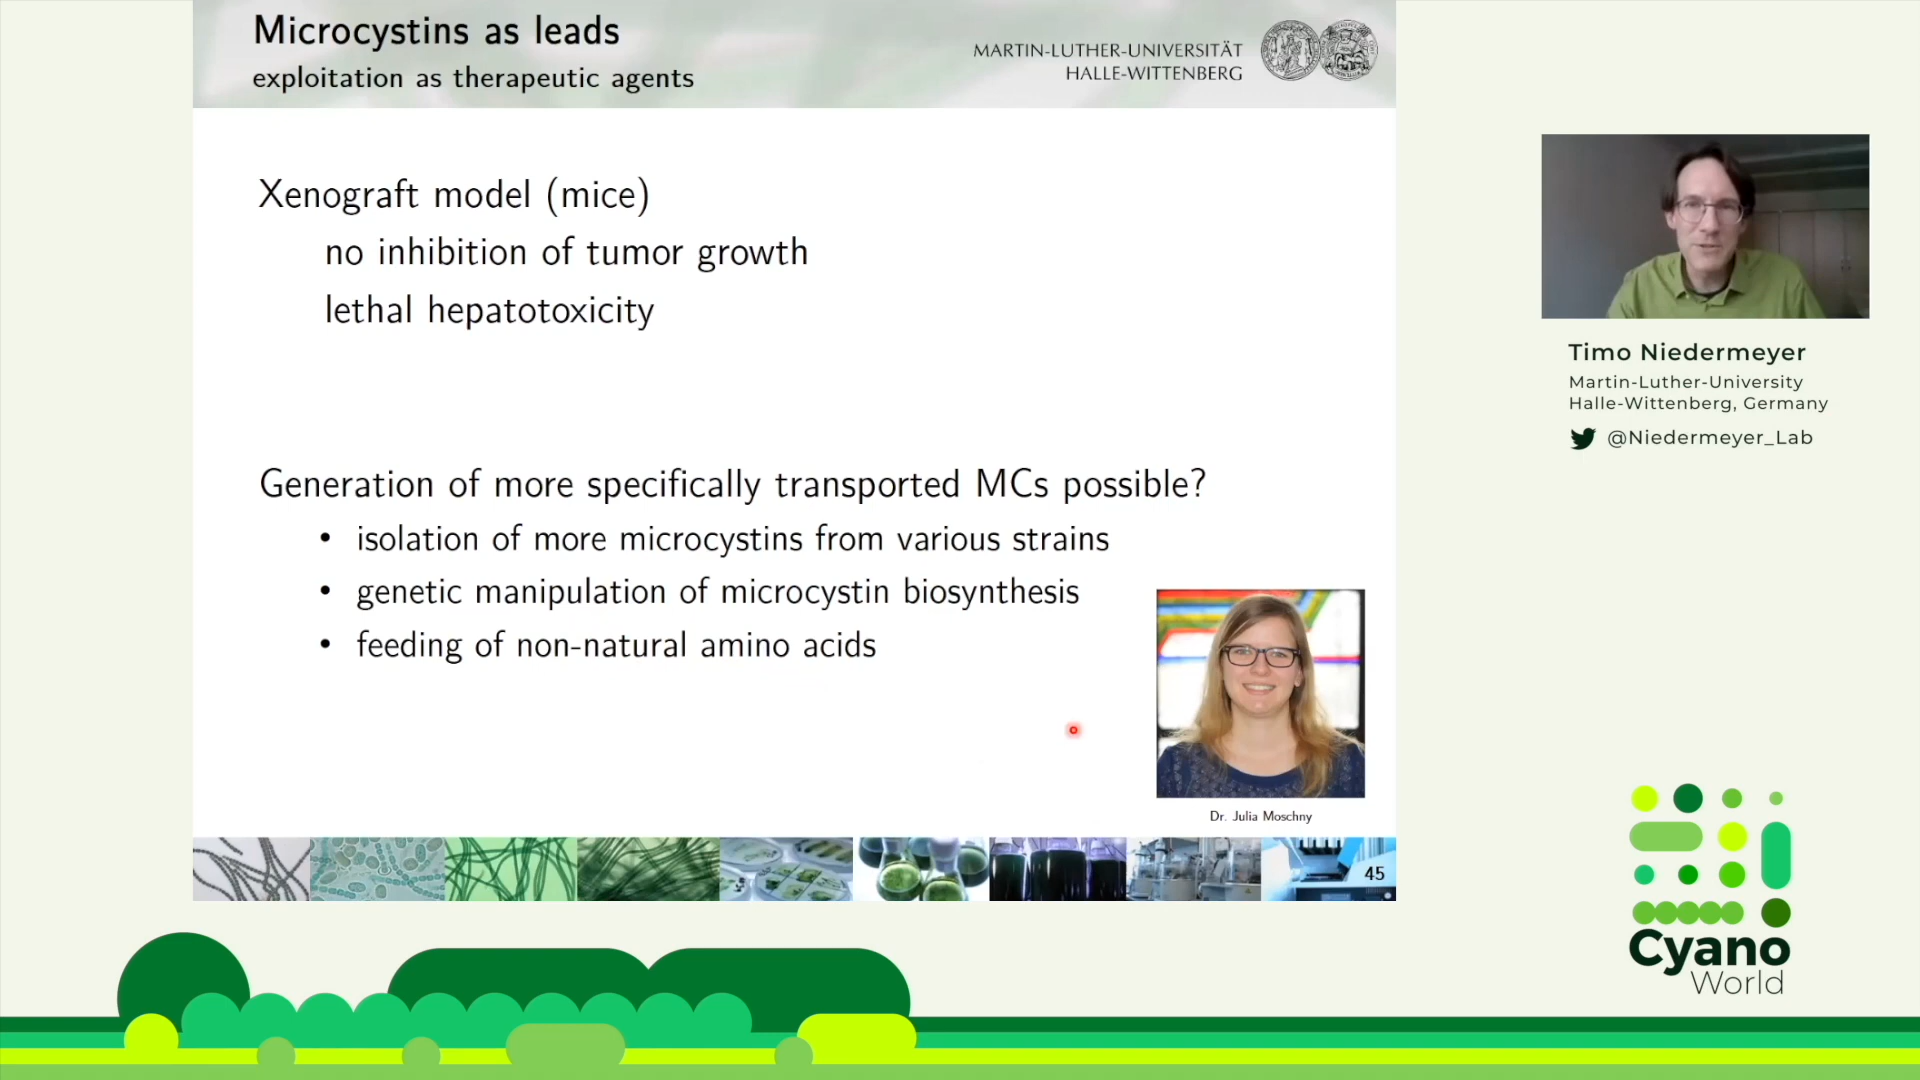 Microcystins as leads
exploitation as therapeutic agents
MARTIN-LUTHER-UNIVERSITÄT
HALLE-WITTENBERG
Xenograft model (mice)
no inhibition of tumor growth
lethal hepatotoxicity
Generation of more specifically transported MCs possible?
• isolation of more microcystins from various strains
• genetic manipulation of microcystin biosynthesis
• feeding of non-natural amino acids
Dr. Julia Moschny
45
Timo Niedermeyer
Martin-Luther-University
Halle-Wittenberg, Germany
@Niedermeyer_Lab
Cyano
World